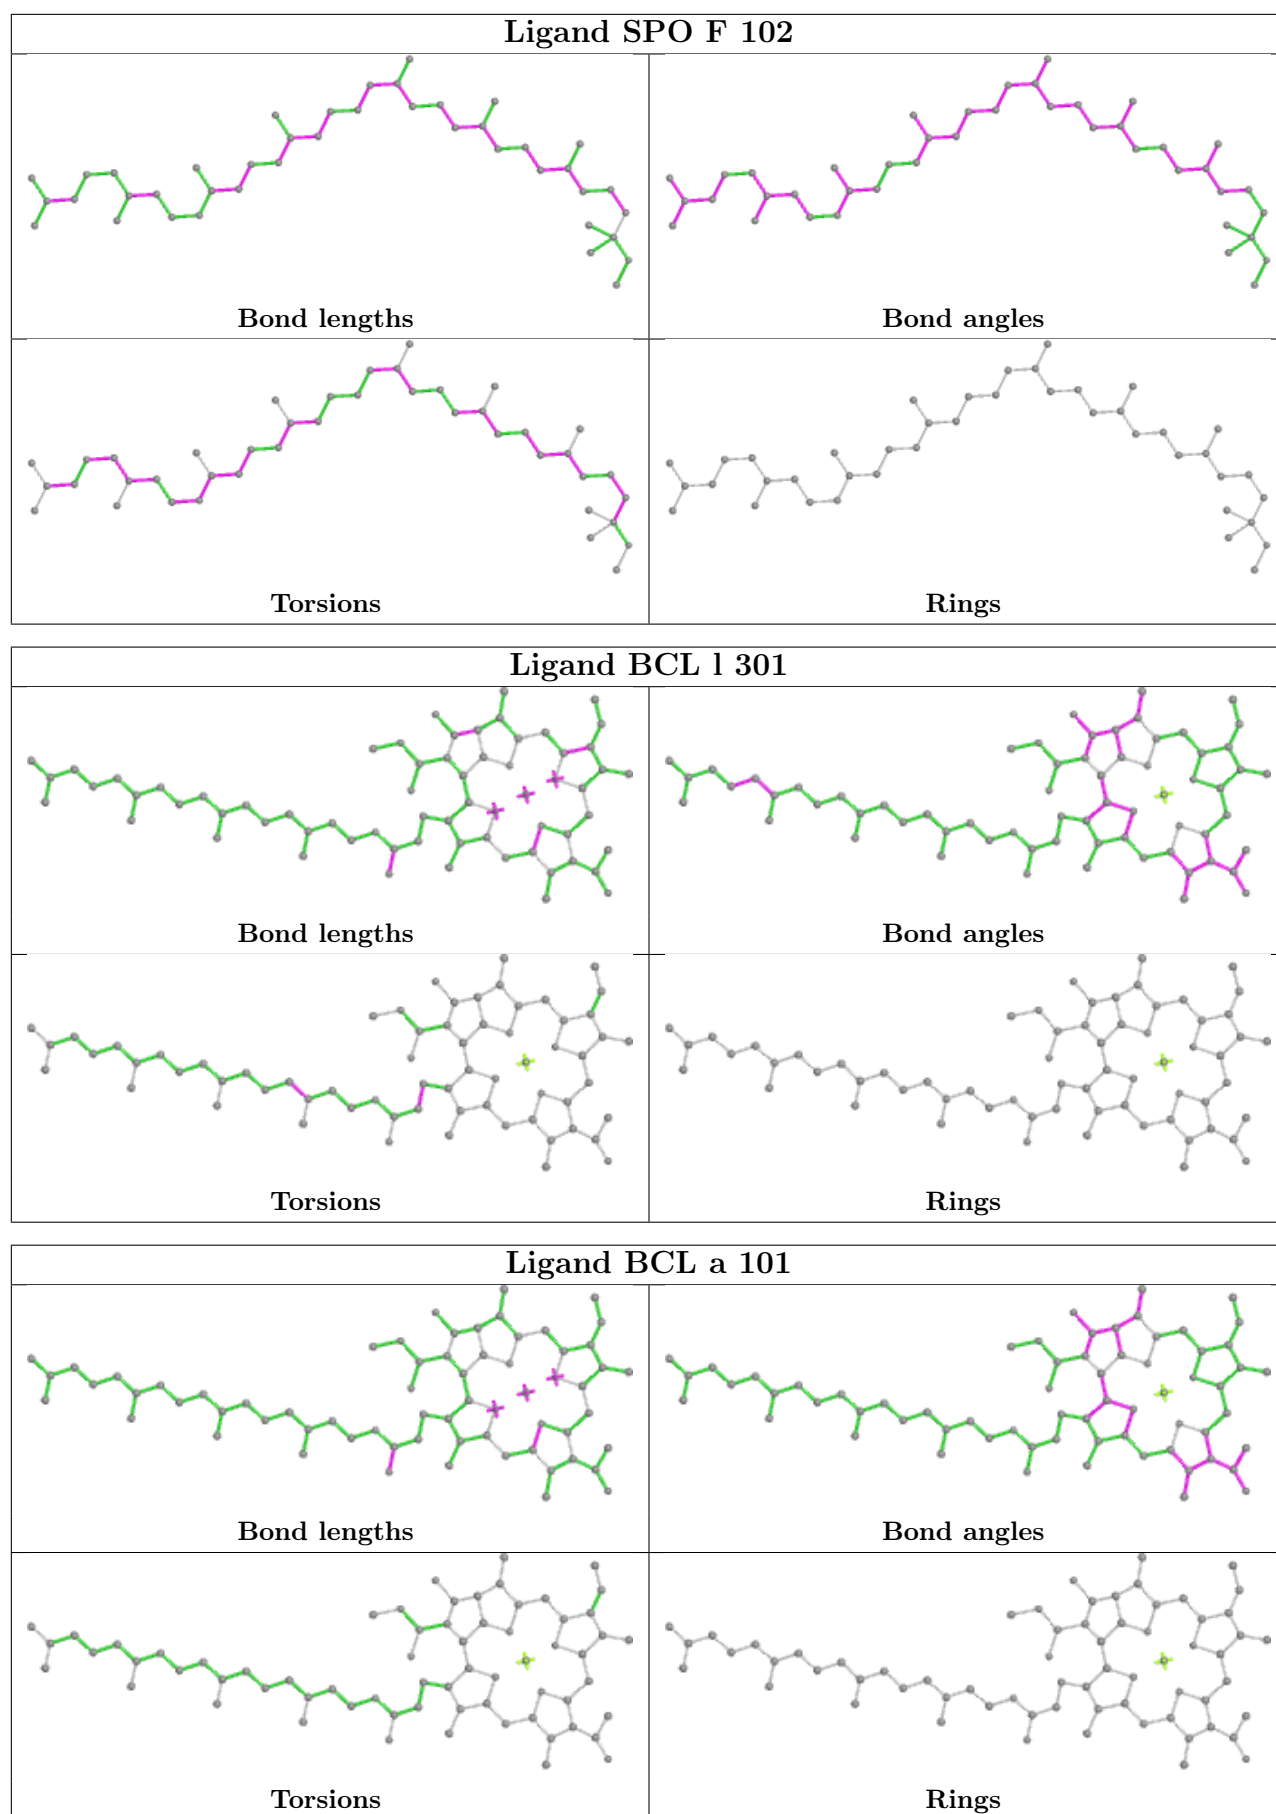 Ligand SPO F 102
Bond lengths
Bond angles
Torsions
Rings
Ligand BCL l 301
Bond lengths
Bond angles
Torsions
Rings
Ligand BCL a 101
Bond lengths
Bond angles
Torsions
Rings